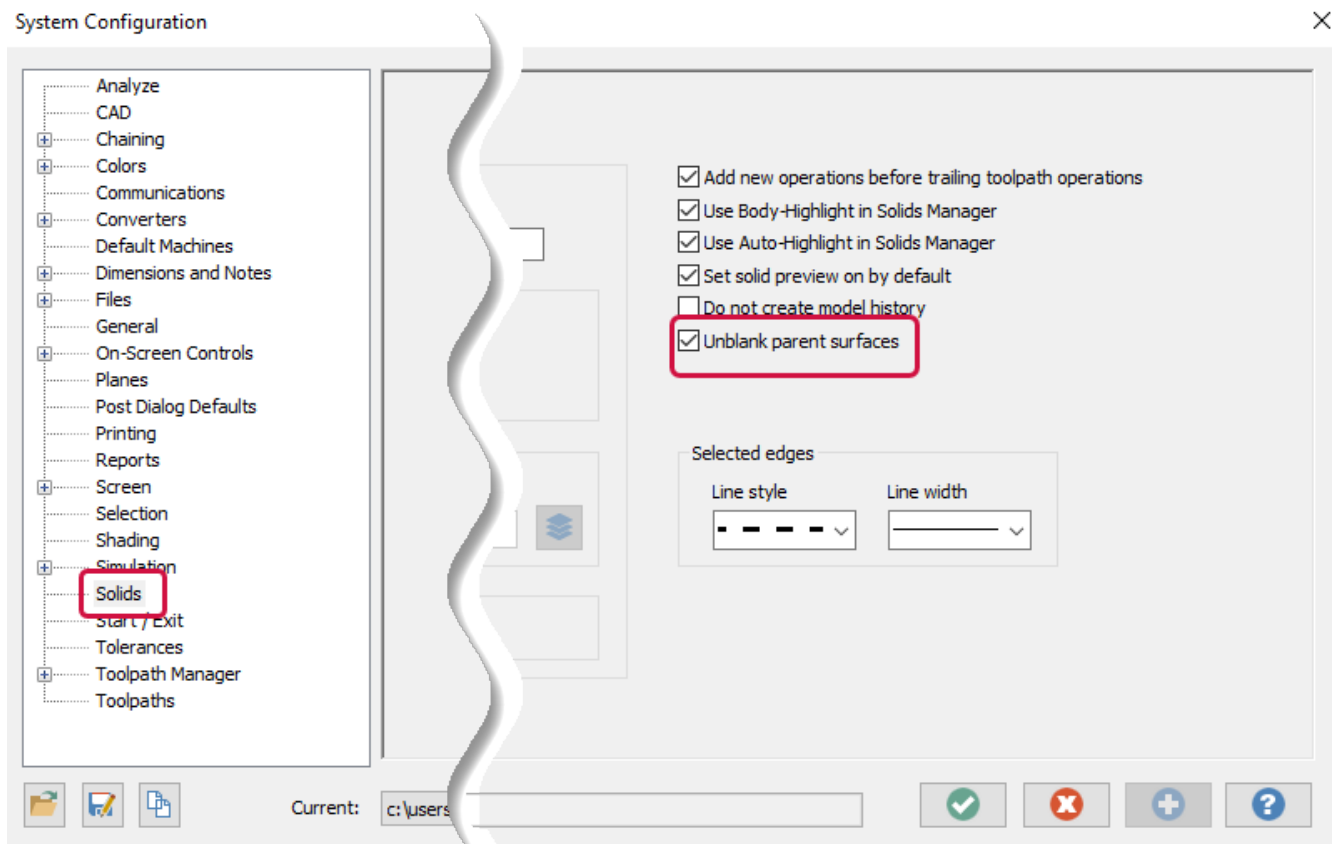 System Configuration
Analyze
CAD
Chaining
Colors
Communications
Converters
Default Machines
Dimensions and Notes
Files
General
On-Screen Controls
Planes
Post Dialog Defaults
Printing
Reports
Screen
Selection
Shading
Simulation
Solids
Start / Exit
Tolerances
Toolpath Manager
Toolpaths
Add new operations before trailing toolpath operations
Use Body-Highlight in Solids Manager
Use Auto-Highlight in Solids Manager
Set solid preview on by default
Do not create model history
Unblank parent surfaces
Selected edges
Line style Line width
Current: c:\users